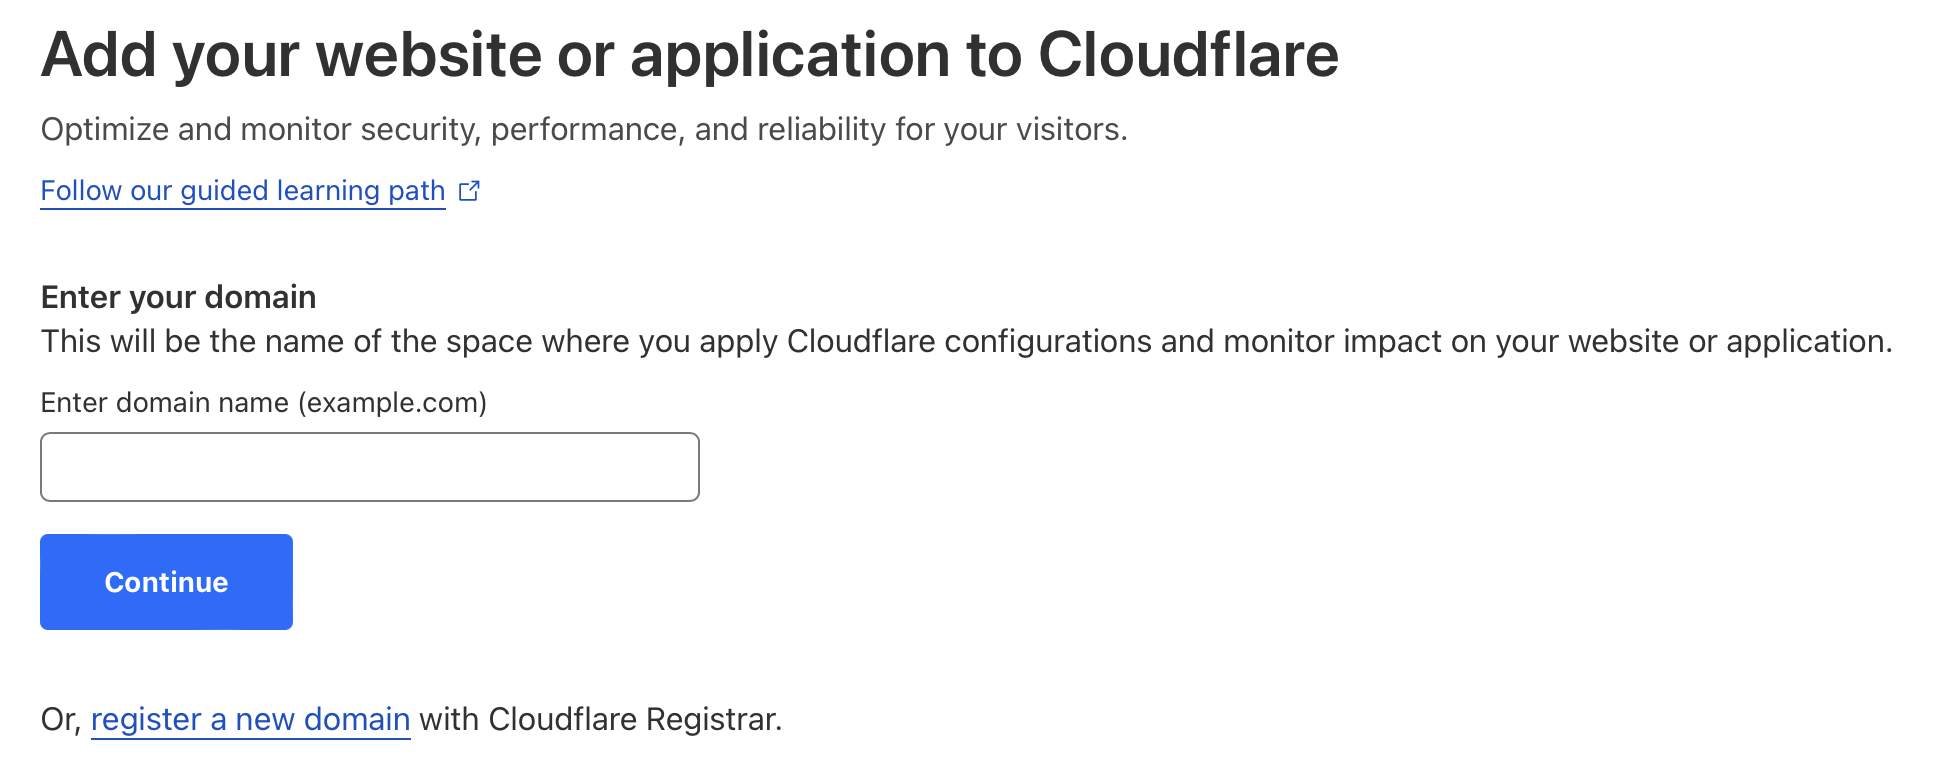 Add your website or application to Cloudflare
Optimize and monitor security, performance, and reliability for your visitors.
Follow our guided learning path
Enter your domain
This will be the name of the space where you apply Cloudflare configurations and monitor impact on your website or application.
Enter domain name (example.com)
Continue
Or, register a new domain with Cloudflare Registrar.